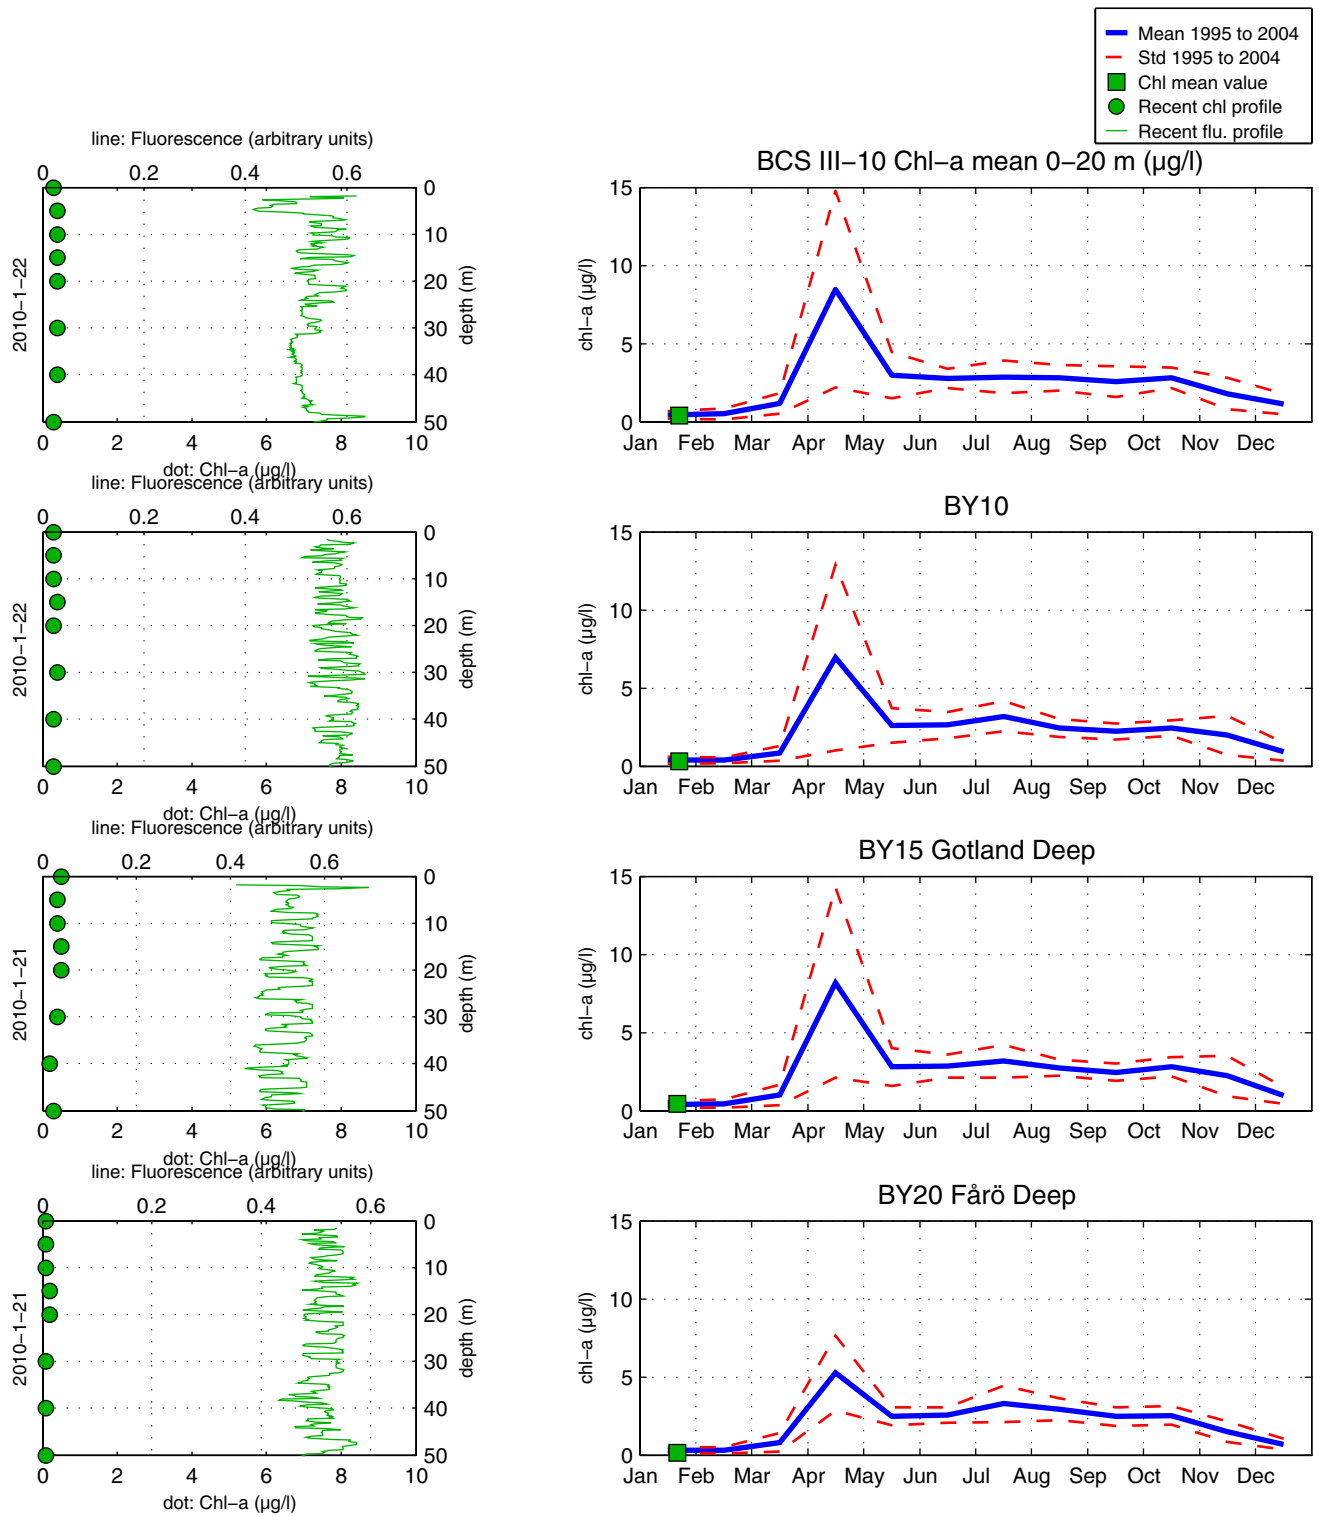 Mean 1995 to 2004
Std 1995 to 2004
Chl mean value
Recent chl profile
Recent flu. profile
line: Fluorescence (arbitrary units)
0 0.2 0.4 0.6
BCS III−10 Chl−a mean 0−20 m (µg/l)
2010−1−22
0
10
20
30
40
50
depth (m)
0 2 4 6 8 10
dot: Chl−a (µg/l)
chl−a (µg/l)
15
10
5
0
Jan Feb Mar Apr May Jun Jul Aug Sep Oct Nov Dec
line: Fluorescence (arbitrary units)
0 0.2 0.4 0.6
BY10
2010−1−22
0
10
20
30
40
50
depth (m)
0 2 4 6 8 10
dot: Chl−a (µg/l)
chl−a (µg/l)
15
10
5
0
Jan Feb Mar Apr May Jun Jul Aug Sep Oct Nov Dec
line: Fluorescence (arbitrary units)
0 0.2 0.4 0.6
BY15 Gotland Deep
2010−1−21
0
10
20
30
40
50
depth (m)
0 2 4 6 8 10
dot: Chl−a (µg/l)
chl−a (µg/l)
15
10
5
0
Jan Feb Mar Apr May Jun Jul Aug Sep Oct Nov Dec
line: Fluorescence (arbitrary units)
0 0.2 0.4 0.6
BY20 Fårö Deep
2010−1−21
0
10
20
30
40
50
depth (m)
0 2 4 6 8 10
dot: Chl−a (µg/l)
chl−a (µg/l)
15
10
5
0
Jan Feb Mar Apr May Jun Jul Aug Sep Oct Nov Dec